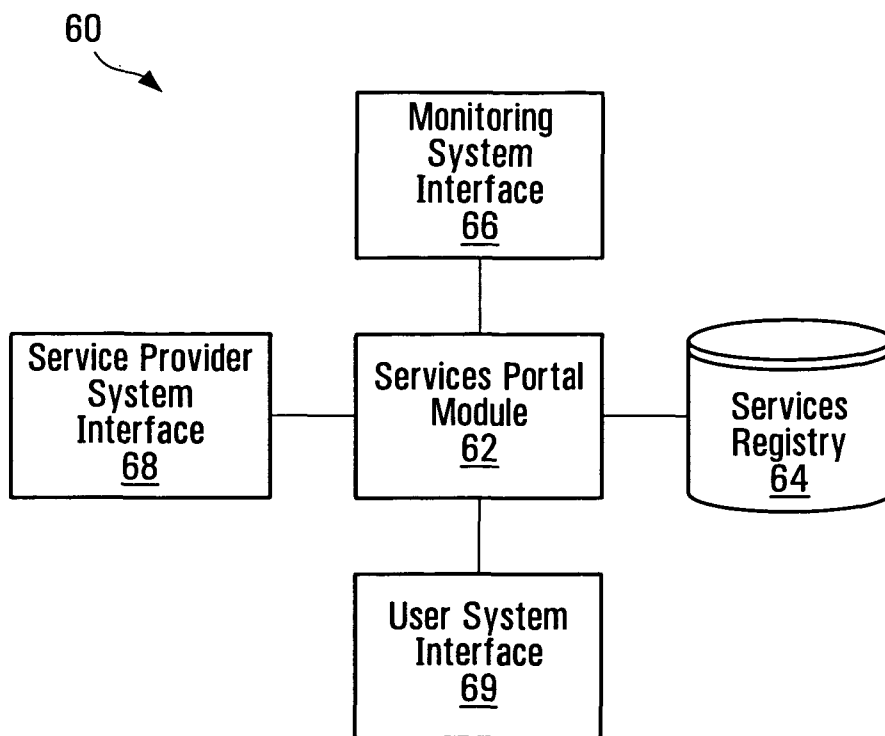 60
Monitoring
System
Interface
66
Service Provider
System
Interface
68
Services Portal
Module
62
Services
Registry
64
User System
Interface
69